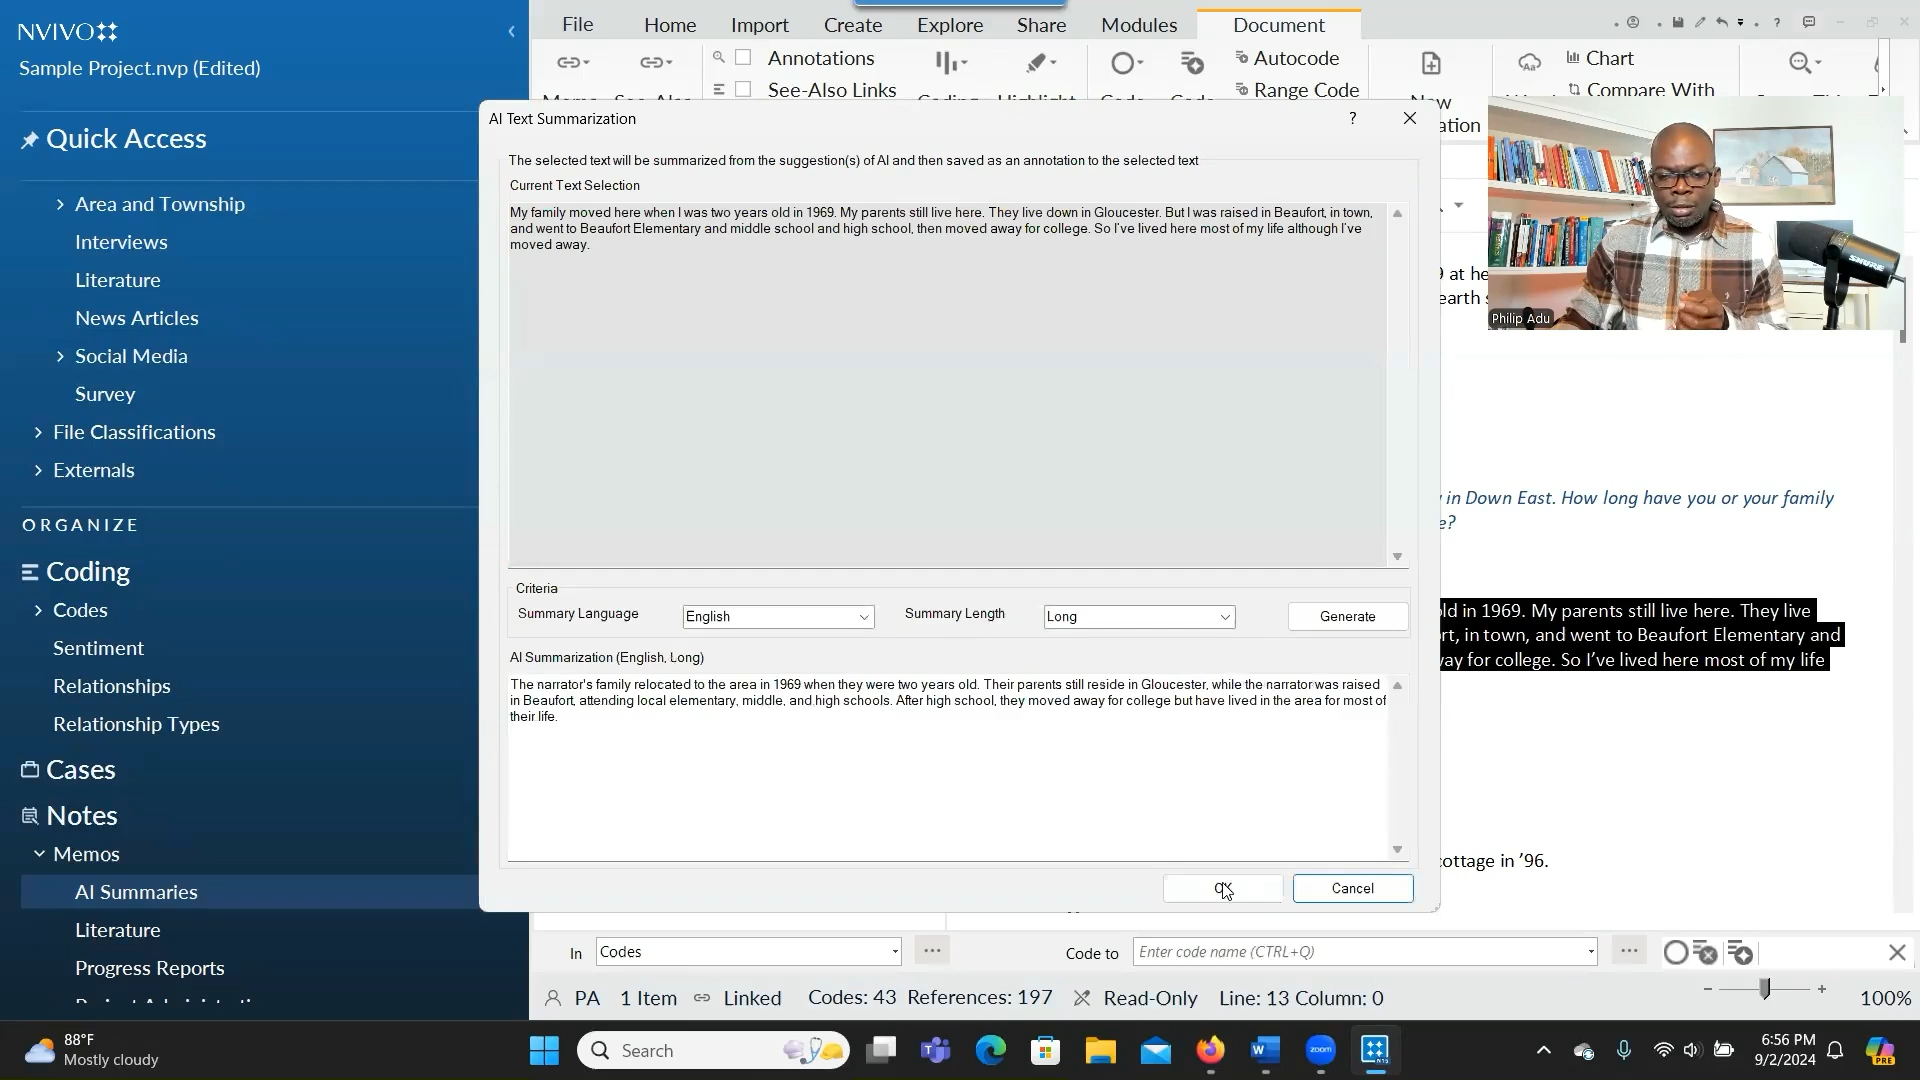 NVIVO
Sample Project.nvp (Edited)
Quick Access
Area and Township
Interviews
Literature
News Articles
Social Media
Survey
File Classifications
Externals
ORGANIZE
Coding
Codes
Sentiment
Relationships
Relationship Types
Cases
Notes
Memos
AI Summaries
Literature
Progress Reports
File Home Import Create Explore Share Modules Document
Annotations
See-Also Links
Autocode
Range Code
Chart
Compare With
AI Text Summarization
The selected text will be summarized from the suggestion(s) of AI and then saved as an annotation to the selected text
Current Text Selection
My family moved here when I was two years old in 1969. My parents still live here. They live down in Gloucester. But I was raised in Beaufort, in town,
and went to Beaufort Elementary and middle school and high school, then moved away for college. So I've lived here most of my life although I've
moved away.
Criteria
Summary Language English Summary Length Long Generate
AI Summarization (English, Long)
The narrator's family relocated to the area in 1969 when they were two years old. Their parents still reside in Gloucester, while the narrator was raised
in Beaufort, attending local elementary, middle, and high schools. After high school, they moved away for college but have lived in the area for most of
their life.
OK Cancel
Philip Adu
SHURE
9 at he
earth s
in Down East. How long have you or your family
e?
ld in 1969. My parents still live here. They live
rt, in town, and went to Beaufort Elementary and
way for college. So I've lived here most of my life
cottage in '96.
In Codes ... Code to Enter code name (CTRL+Q) ...
PA 1 Item Linked Codes: 43 References: 197 Read-Only Line: 13 Column: 0 100%
88°F
Mostly cloudy
Search
zoom
6:56 PM
9/2/2024
PRE